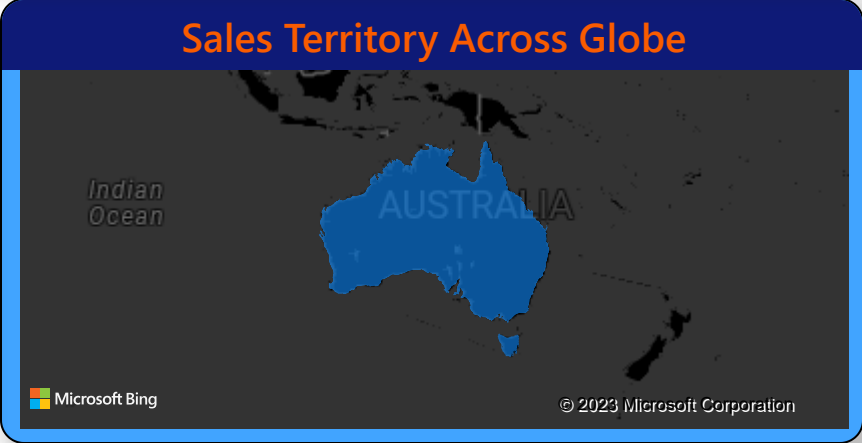 Sales Territory Across Globe
Indian
Ocean
AUSTRALIA
Microsoft Bing
© 2023 Microsoft Corporation